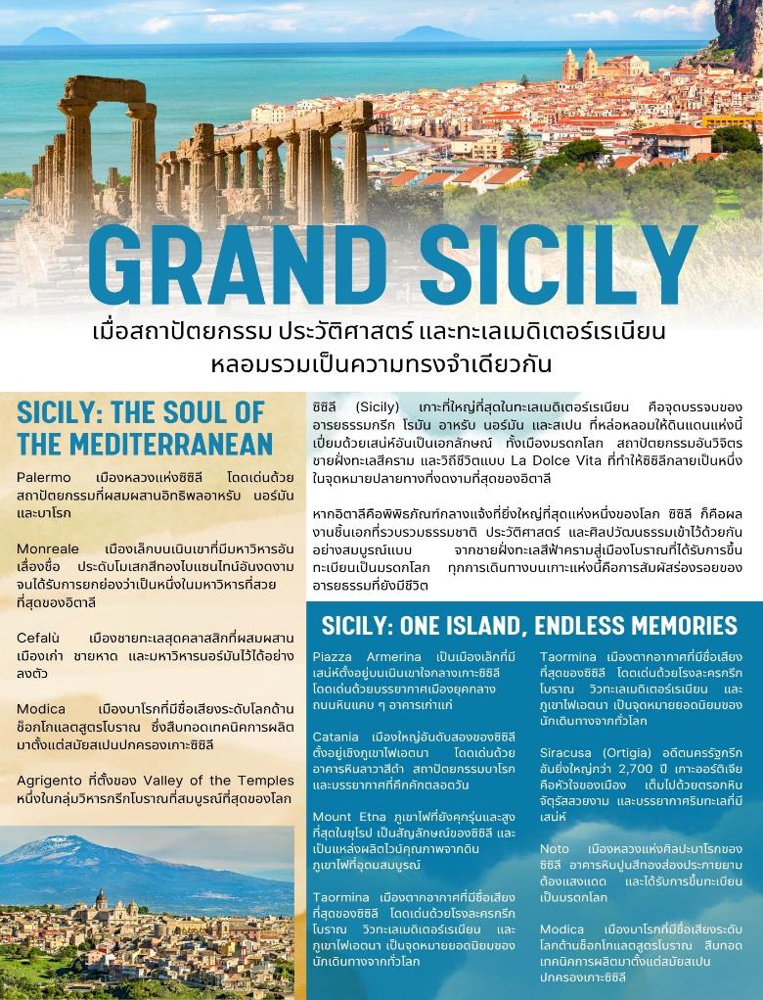 GRAND SICILY
เมื่อสถาปัตยกรรม ประวัติศาสตร์ และทะเลเมดิเตอร์เรเนียน
หลอมรวมเป็นความทรงจำเดียวกัน
SICILY: THE SOUL OF
THE MEDITERRANEAN
Palermo เมืองหลวงแห่งซิซิลี โดดเด่นด้วย
สถาปัตยกรรมที่ผสมผสานอิทธิพลอาหรับ นอร์มัน
และบาโรก
Monreale เมืองเล็กบนเนินเขาที่มีมหาวิหารอัน
เลื่องชื่อ ประดับโมเสกสีทองไบแซนไทน์อันงดงาม
จนได้รับการยกย่องว่าเป็นหนึ่งในมหาวิหารที่สวย
ที่สุดของอิตาลี
Cefalù เมืองชายทะเลสุดคลาสสิกที่ผสมผสาน
เมืองเก่า ชายหาด และมหาวิหารนอร์มันไว้ได้อย่าง
ลงตัว
Modica เมืองบาโรกที่มีชื่อเสียงระดับโลกด้าน
ช็อกโกแลตสูตรโบราณ ซึ่งสืบทอดเทคนิคการผลิต
มาตั้งแต่สมัยสเปนปกครองเกาะซิซิลี
Agrigento ที่ตั้งของ Valley of the Temples
หนึ่งในกลุ่มวิหารกรีกโบราณที่สมบูรณ์ที่สุดของโลก
ซิซิลี (Sicily) เกาะที่ใหญ่ที่สุดในทะเลเมดิเตอร์เรเนียน คือจุดบรรจบของ
อารยธรรมกรีก โรมัน อาหรับ นอร์มัน และสเปน ที่หล่อหลอมให้ดินแดนแห่งนี้
เปี่ยมด้วยเสน่ห์อันเป็นเอกลักษณ์ ทั้งเมืองมรดกโลก สถาปัตยกรรมอันวิจิตร
ชายฝั่งทะเลสีคราม และวิถีชีวิตแบบ La Dolce Vita ที่ทำให้ซิซิลีกลายเป็นหนึ่ง
ในจุดหมายปลายทางที่งดงามที่สุดของอิตาลี
หากอิตาลีคือพิพิธภัณฑ์กลางแจ้งที่ยิ่งใหญ่ที่สุดแห่งหนึ่งของโลก ซิซิลี ก็คือผล
งานชิ้นเอกที่รวบรวมธรรมชาติ ประวัติศาสตร์ และศิลปวัฒนธรรมเข้าไว้ด้วยกัน
อย่างสมบูรณ์แบบ จากชายฝั่งทะเลสีฟ้าครามสู่เมืองโบราณที่ได้รับการขึ้น
ทะเบียนเป็นมรดกโลก ทุกการเดินทางบนเกาะแห่งนี้คือการสัมผัสร่องรอยของ
อารยธรรมที่ยังมีชีวิต
SICILY: ONE ISLAND, ENDLESS MEMORIES
Piazza Armerina เป็นเมืองเล็กที่มี
เสน่ห์ตั้งอยู่บนเนินเขาใจกลางเกาะซิซิลี
โดดเด่นด้วยบรรยากาศเมืองยุคกลาง
ถนนหินแคบ ๆ อาคารเก่าแก่
Catania เมืองใหญ่อันดับสองของซิซิลี
ตั้งอยู่เชิงภูเขาไฟเอตนา โดดเด่นด้วย
อาคารหินลาวาสีดำ สถาปัตยกรรมบาโรก
และบรรยากาศที่คึกคักตลอดวัน
Mount Etna ภูเขาไฟที่ยังคุกรุ่นและสูง
ที่สุดในยุโรป เป็นสัญลักษณ์ของซิซิลี และ
เป็นแหล่งผลิตไวน์คุณภาพจากดิน
ภูเขาไฟที่อุดมสมบูรณ์
Taormina เมืองตากอากาศที่มีชื่อเสียง
ที่สุดของซิซิลี โดดเด่นด้วยโรงละครกรีก
โบราณ วิวทะเลเมดิเตอร์เรเนียน และ
ภูเขาไฟเอตนา เป็นจุดหมายยอดนิยมของ
นักเดินทางจากทั่วโลก
Taormina เมืองตากอากาศที่มีชื่อเสียง
ที่สุดของซิซิลี โดดเด่นด้วยโรงละครกรีก
โบราณ วิวทะเลเมดิเตอร์เรเนียน และ
ภูเขาไฟเอตนา เป็นจุดหมายยอดนิยมของ
นักเดินทางจากทั่วโลก
Siracusa (Ortigia) อดีตนครรัฐกรีก
อันยิ่งใหญ่กว่า 2,700 ปี เกาะออร์ติเจีย
คือหัวใจของเมือง เต็มไปด้วยตรอกหิน
จัตุรัสสวยงาม และบรรยากาศริมทะเลที่มี
เสน่ห์
Noto เมืองหลวงแห่งศิลปะบาโรกของ
ซิซิลี อาคารหินปูนสีทองส่องประกายยาม
ต้องแสงแดด และได้รับการขึ้นทะเบียน
เป็นมรดกโลก
Modica เมืองบาโรกที่มีชื่อเสียงระดับ
โลกด้านช็อกโกแลตสูตรโบราณ สืบทอด
เทคนิคการผลิตมาตั้งแต่สมัยสเปน
ปกครองเกาะซิซิลี